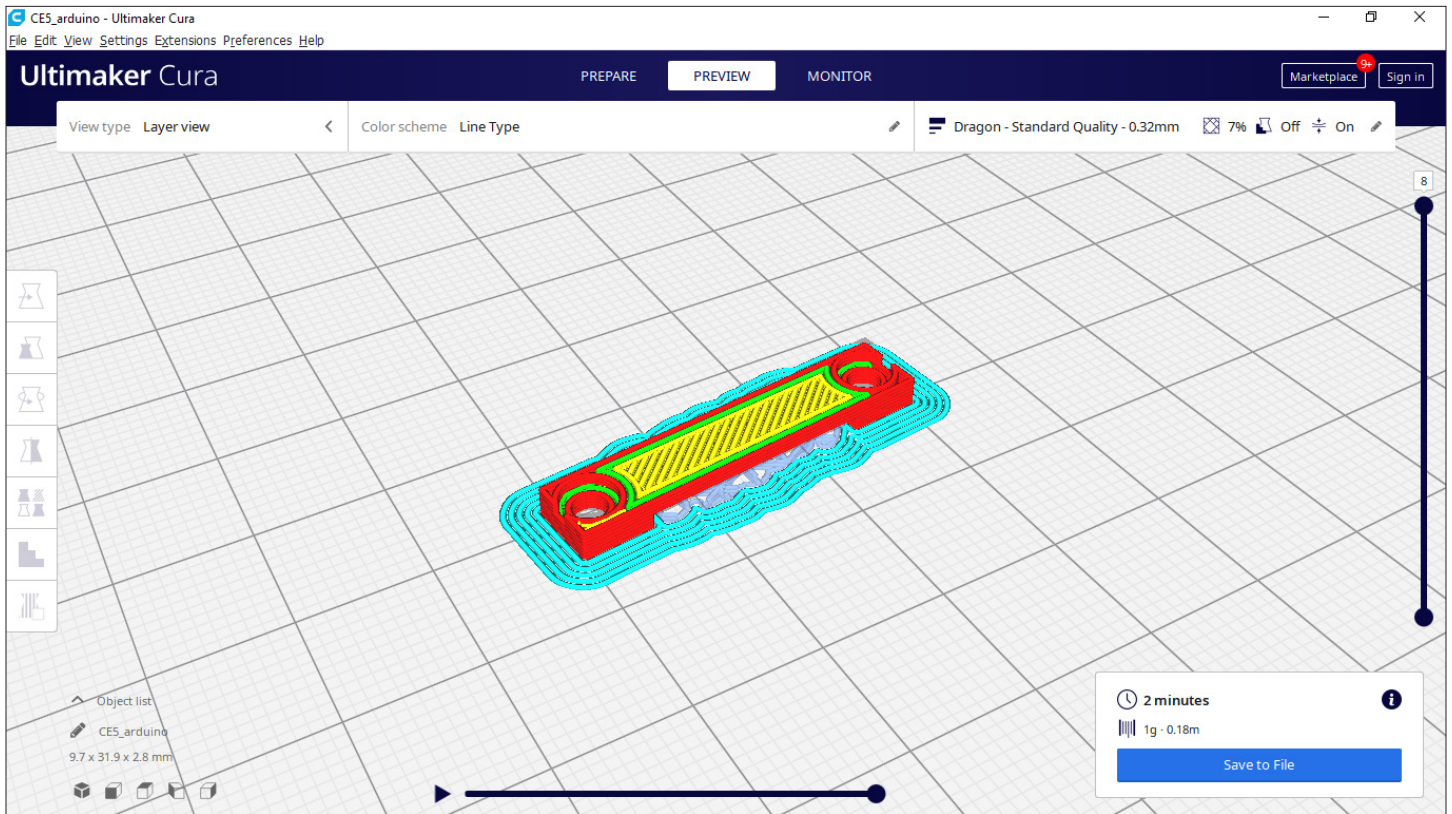 CE5_arduino - Ultimaker Cura
File Edit View Settings Extensions Preferences Help
Ultimaker Cura
PREPARE
PREVIEW
MONITOR
Marketplace
9+
Sign in
View type Layer view
Color scheme Line Type
Dragon - Standard Quality - 0.32mm
7%
Off
On
8
Object list
CE5_arduino
9.7 x 31.9 x 2.8 mm
2 minutes
1g · 0.18m
Save to File